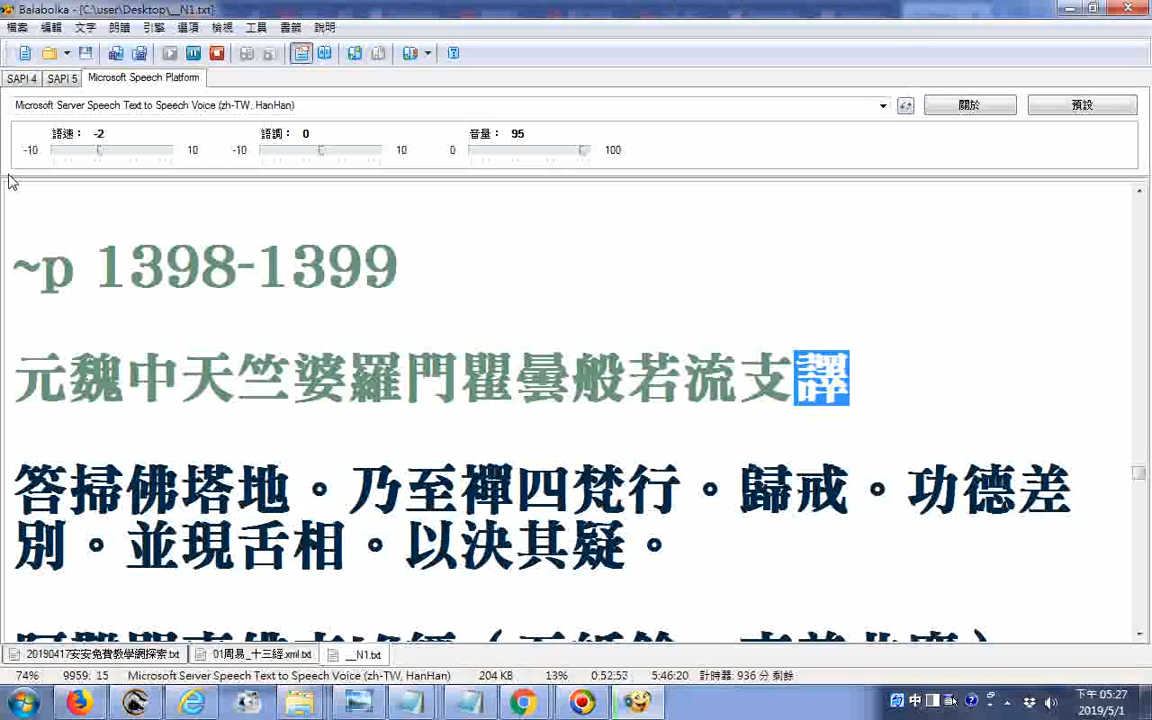 Balabolka - [C:\user\Desktop\__N1.txt]
檔案 編輯 文字 朗讀 引擎 選項 檢視 工具 書籤 說明
SAPI 4 SAPI 5 Microsoft Speech Platform
Microsoft Server Speech Text to Speech Voice (zh-TW, HanHan) 關於 預設
語速： -2 語調： 0 音量： 95
-10 10 -10 10 0 100
~p 1398-1399
元魏中天竺婆羅門瞿曇般若流支譯
答掃佛塔地。乃至禪四梵行。歸戒。功德差
別。並現舌相。以決其疑。
20190417安安免費教學網探索.txt 01周易_十三經.xml.txt __N1.txt
74% 9959, 15 Microsoft Server Speech Text to Speech Voice (zh-TW, HanHan) 204 KB 13% 0:52:53 5:46:20 計時器: 936 分 剩餘
中 下午 05:27
2019/5/1